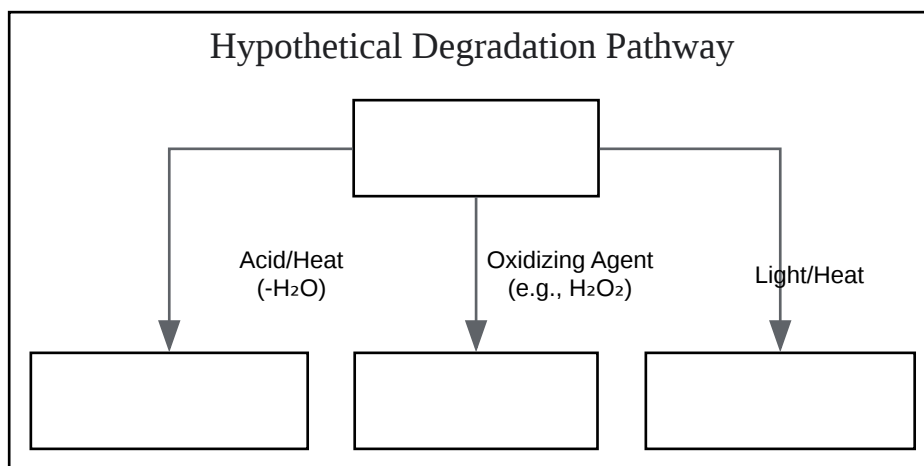 Hypothetical Degradation Pathway
Acid/Heat
(-H₂O)
Oxidizing Agent
(e.g., H₂O₂)
Light/Heat